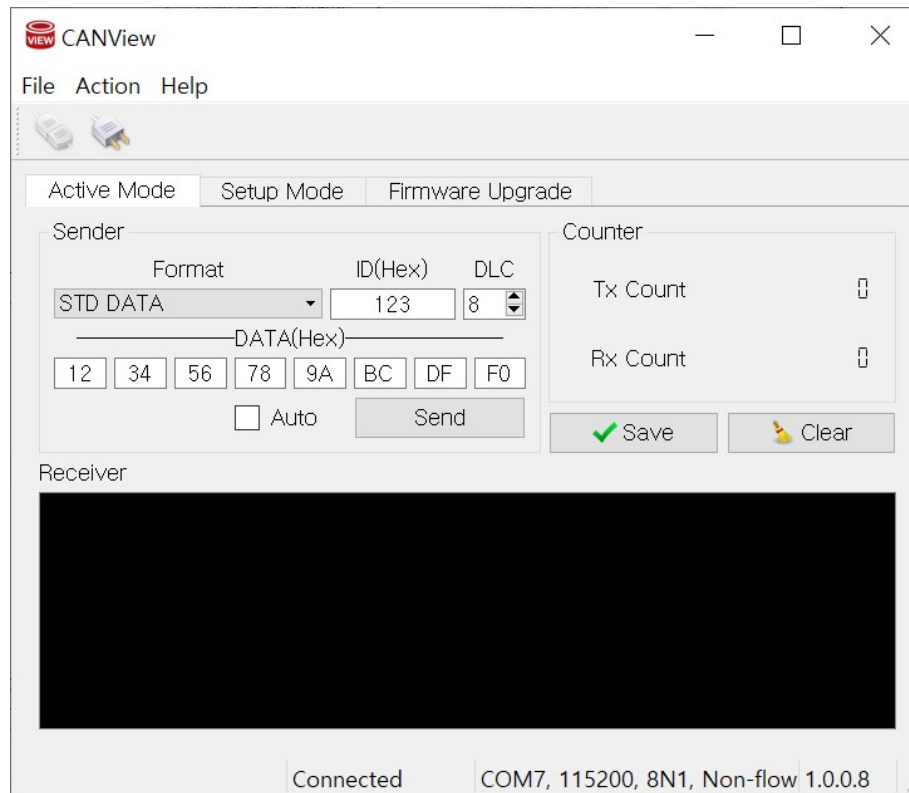 VIEW CANView
File Action Help
Active Mode Setup Mode Firmware Upgrade
Sender
Format ID(Hex) DLC
STD DATA 123 8
DATA(Hex)
12 34 56 78 9A BC DF F0
Auto Send
Counter
Tx Count 0
Rx Count 0
Save Clear
Receiver
Connected COM7, 115200, 8N1, Non-flow 1.0.0.8